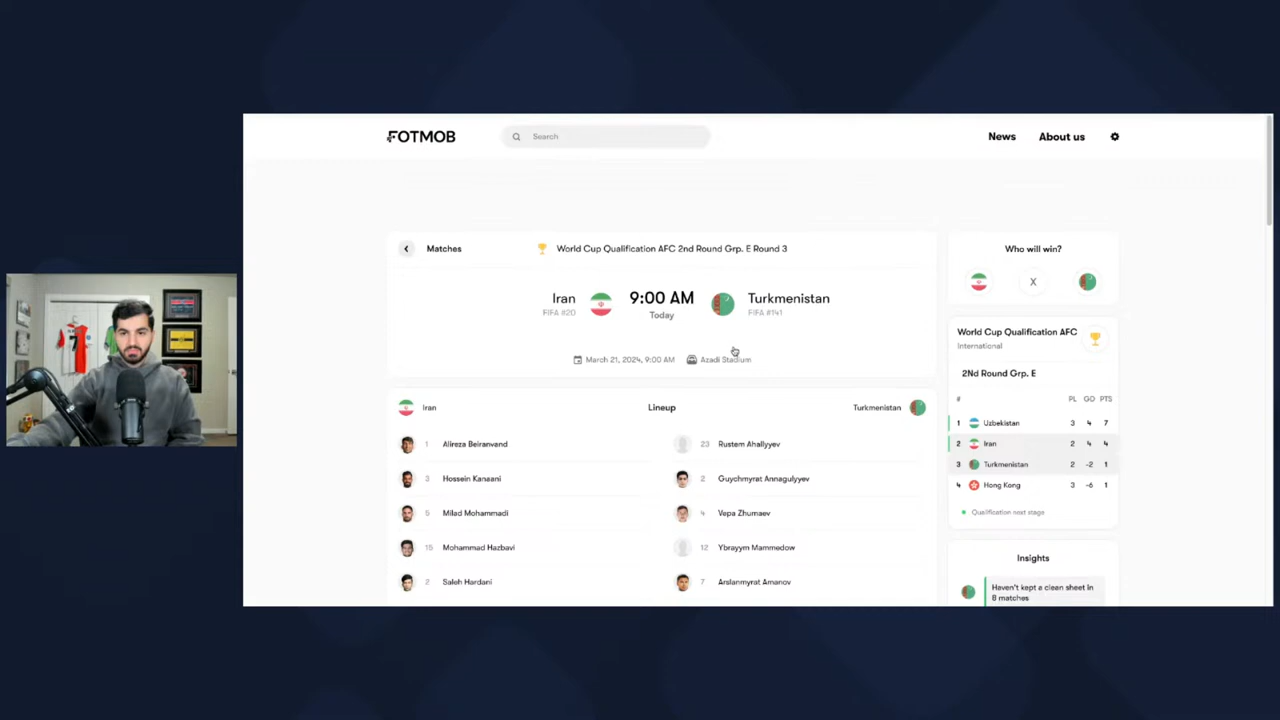 FOTMOB
Search
News
About us
Matches
World Cup Qualification AFC 2nd Round Grp. E Round 3
Iran
FIFA #20
9:00 AM
Today
Turkmenistan
FIFA #141
March 21, 2024, 9:00 AM
Azadi Stadium
Iran
Lineup
Turkmenistan
1 Alireza Beiranvand
23 Rustem Ahallyyev
3 Hossein Kanaani
2 Guychmyrat Annagulyyev
5 Milad Mohammadi
4 Vepa Zhumaev
15 Mohammad Hazbavi
12 Ybrayym Mammedow
2 Saleh Hardani
7 Arslanmyrat Amanov
Who will win?
X
World Cup Qualification AFC
International
2Nd Round Grp. E
# PL GD PTS
1 Uzbekistan 3 4 7
2 Iran 2 4 4
3 Turkmenistan 2 -2 1
4 Hong Kong 3 -6 1
Qualification next stage
Insights
Haven't kept a clean sheet in
8 matches